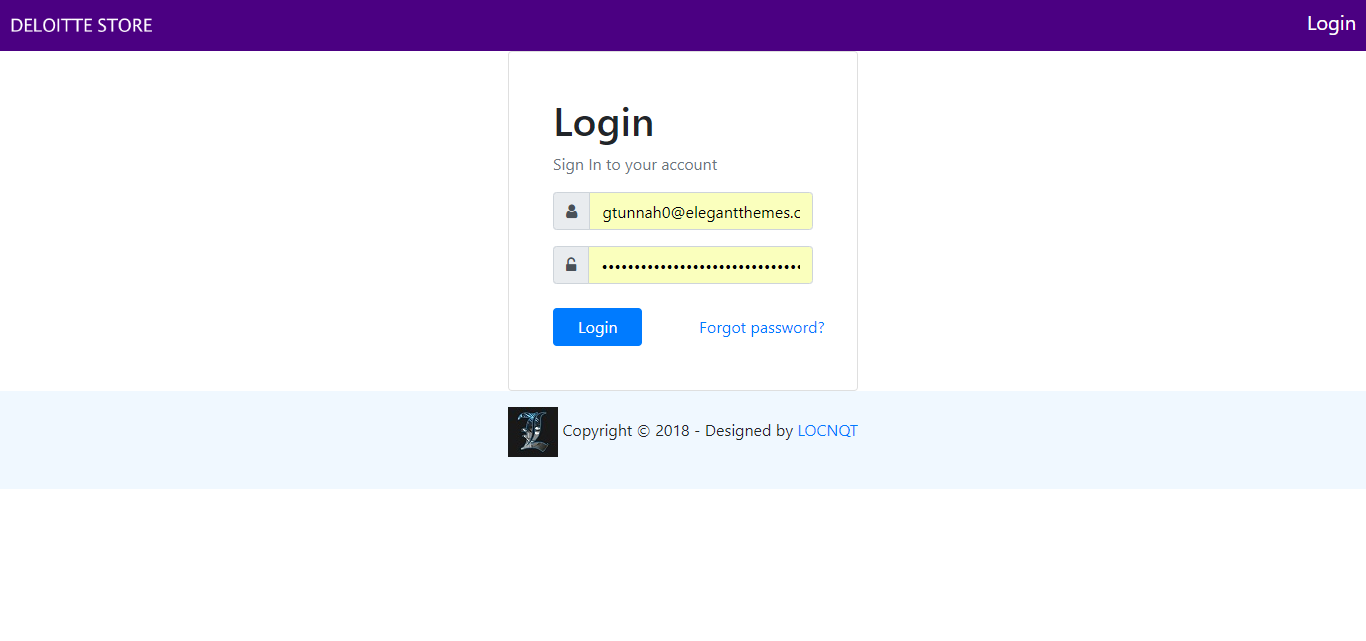 DELOITTE STORE
Login
Login
Sign In to your account
gtunnah0@elegantthemes.c
••••••••••••••••••••••••••••••••
Login
Forgot password?
Copyright © 2018 - Designed by LOCNQT